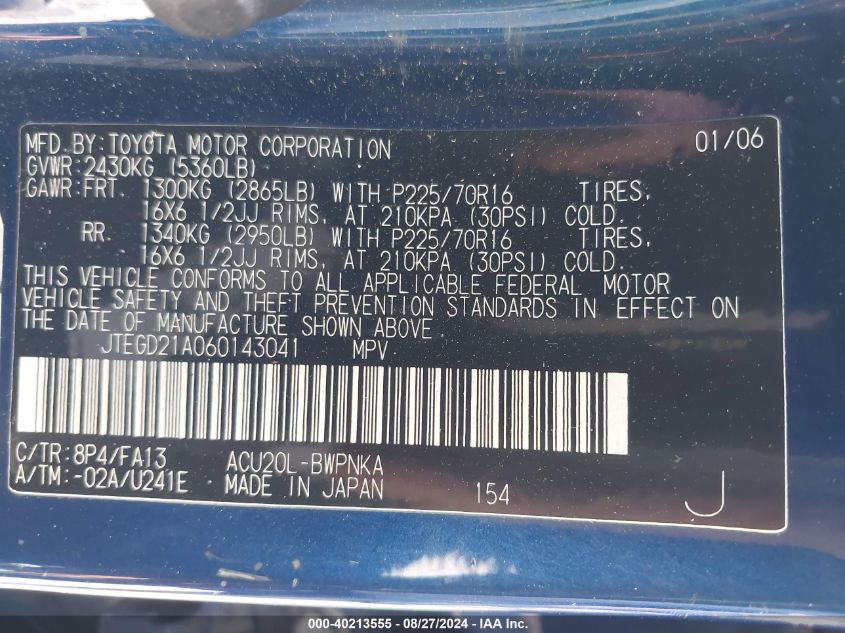 MFD.BY:TOYOTA MOTOR CORPORATION 01/06
GVWR:2430KG (5360LB)
GAWR:FRT. 1300KG (2865LB) WITH P225/70R16 TIRES,
16X6 1/2JJ RIMS, AT 210KPA (30PSI) COLD.
RR. 1340KG (2950LB) WITH P225/70R16 TIRES,
16X6 1/2JJ RIMS, AT 210KPA (30PSI) COLD.
THIS VEHICLE CONFORMS TO ALL APPLICABLE FEDERAL MOTOR
VEHICLE SAFETY AND THEFT PREVENTION STANDARDS IN EFFECT ON
THE DATE OF MANUFACTURE SHOWN ABOVE.
JTEGD21A060143041 MPV
C/TR:8P4/FA13 ACU20L-BWPNKA
A/TM:-02A/U241E MADE IN JAPAN 154 J
000-40213555 - 08/27/2024 - IAA Inc.